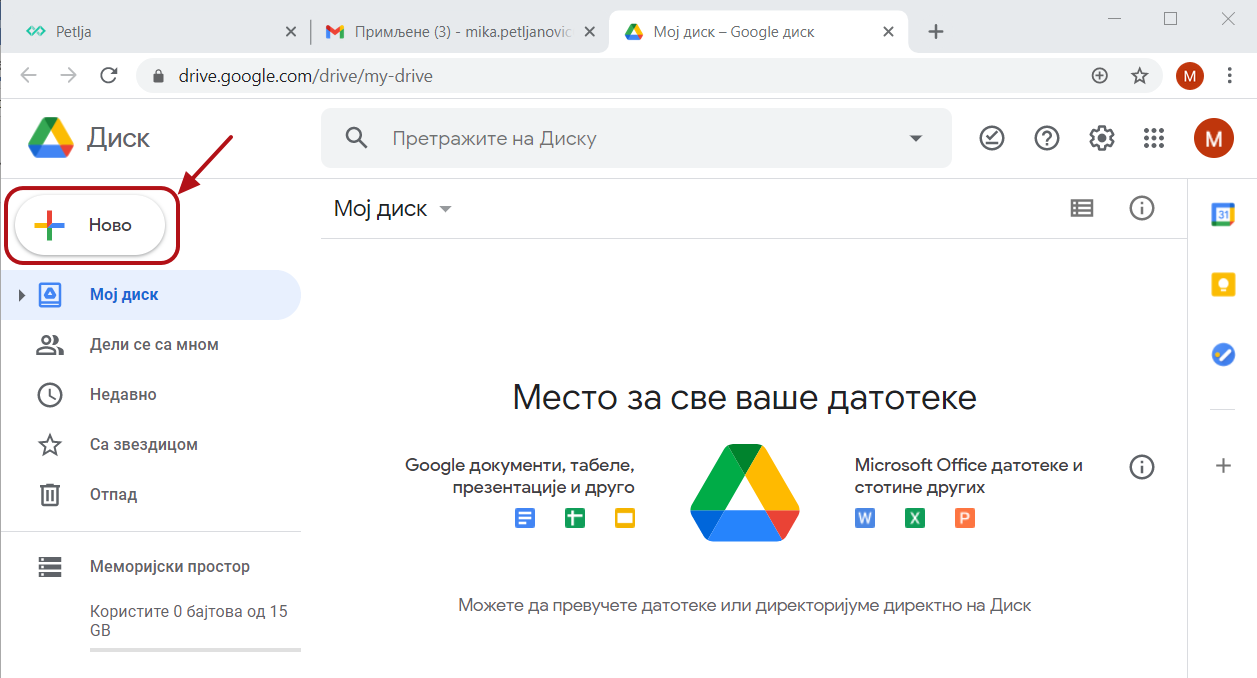 Petlja
Примљене (3) - mika.petljanovic
Мој диск – Google диск
drive.google.com/drive/my-drive
M
Диск
Претражите на Диску
M
Ново
Мој диск
31
Мој диск
Дели се са мном
Недавно
Са звездицом
Отпад
Меморијски простор
Користите 0 бајтова од 15
GB
Место за све ваше датотеке
Google документи, табеле,
презентације и друго
Microsoft Office датотеке и
стотине других
W
X
P
Можете да превучете датотеке или директоријуме директно на Диск